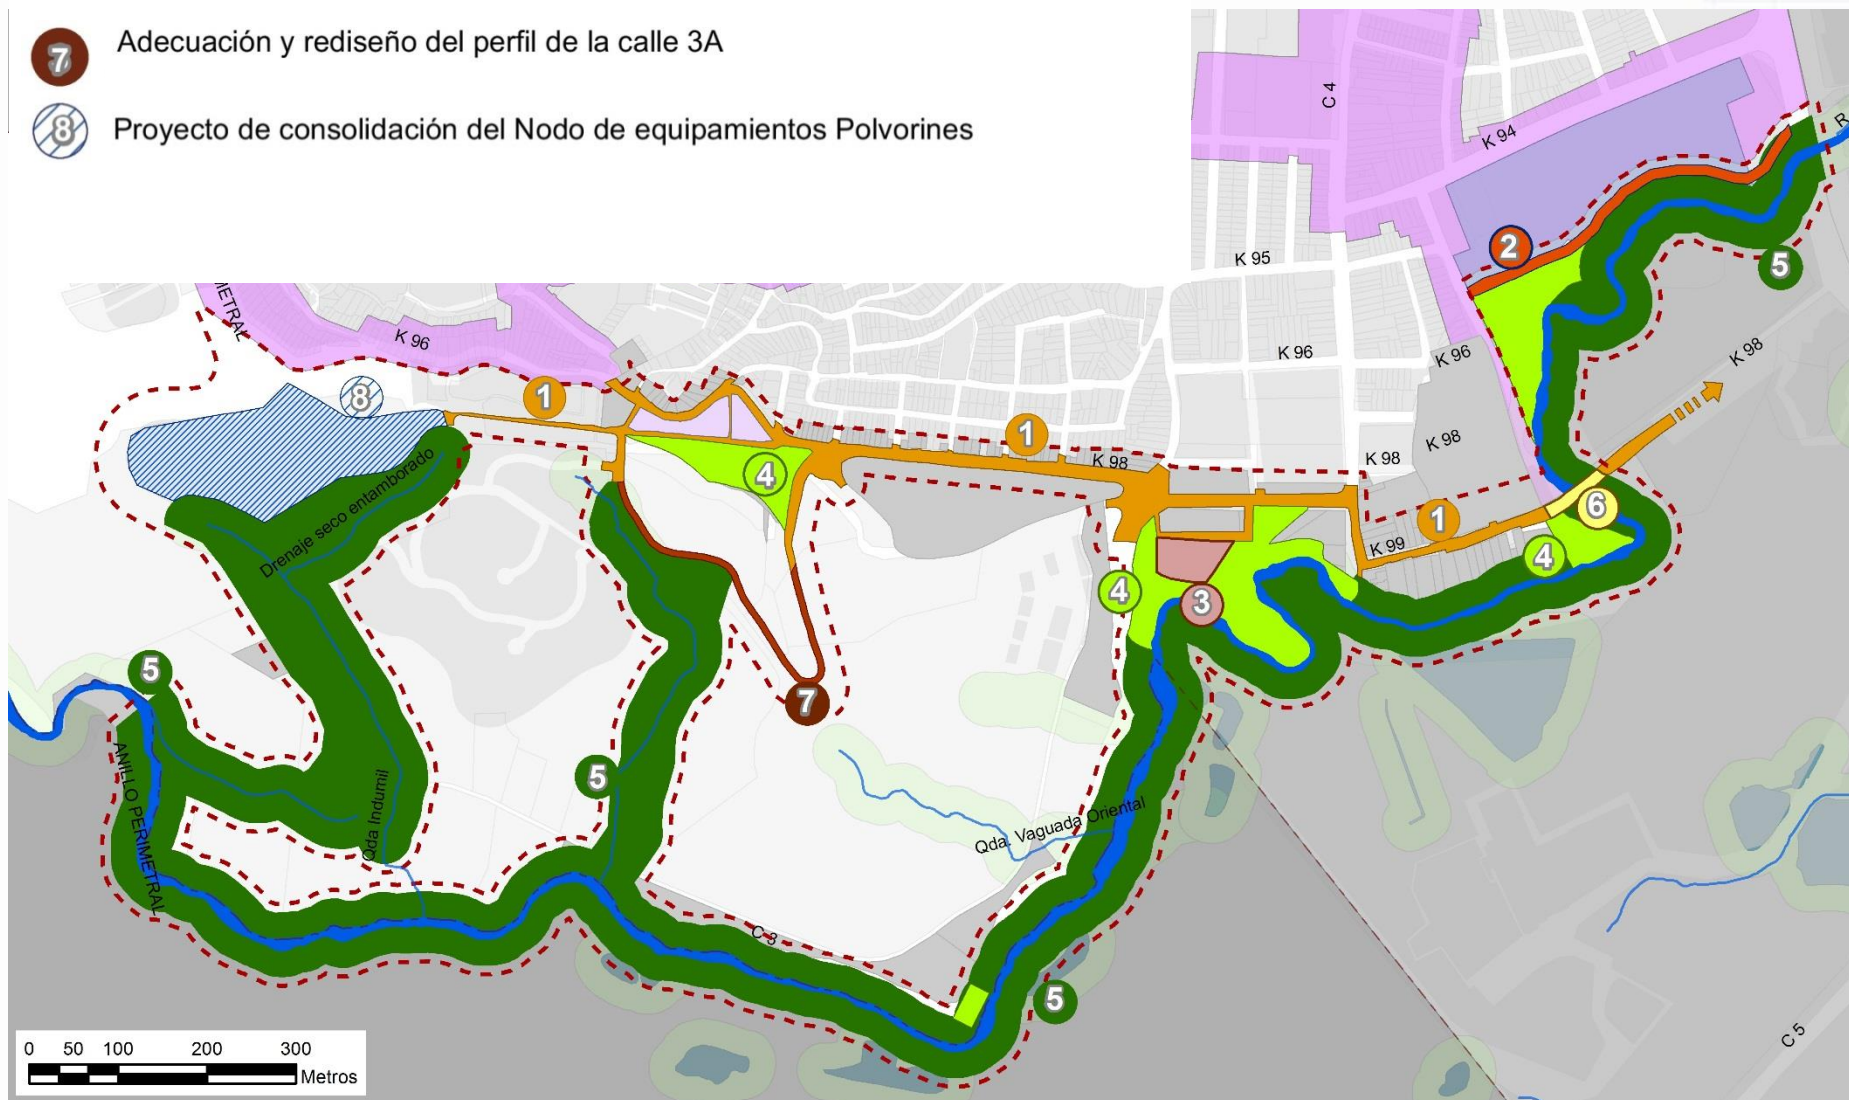 7 Adecuación y rediseño del perfil de la calle 3A
8 Proyecto de consolidación del Nodo de equipamientos Polvorines
C 4
K 94
R
2
K 95
5
METRAL
K 96
K 96
K 96
K 98
8
1
1
K 98
4
K 98
K 98
1
6
Drenaje seco entamborado
K 99
4
4
3
5
7
5
Qda Indumil
ANILLO PERIMETRAL
Qda. Vaguada Oriental
C 3
5
C 5
0 50 100 200 300
Metros